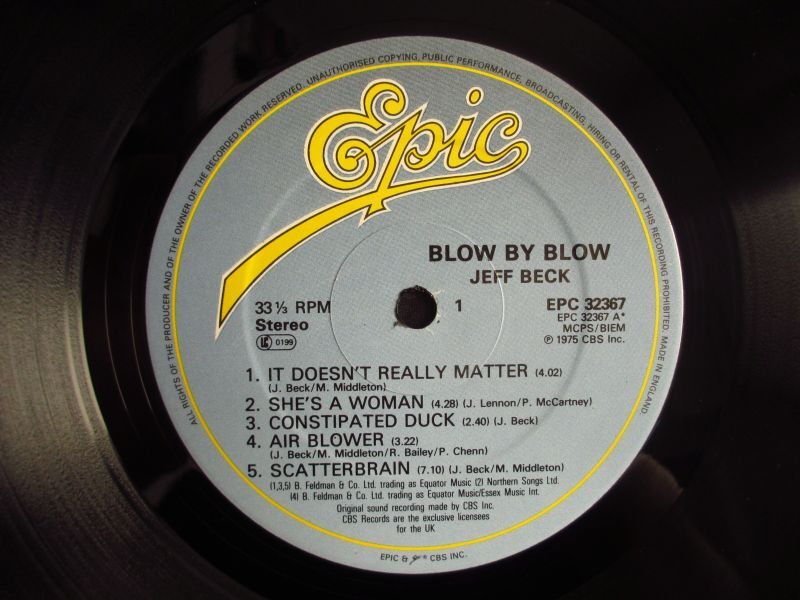 ALL RIGHTS OF THE PRODUCER AND OF THE OWNER OF THE RECORDED WORK RESERVED. UNAUTHORISED COPYING, PUBLIC PERFORMANCE, BROADCASTING, HIRING OR RENTAL OF THIS RECORDING PROHIBITED. MADE IN ENGLAND.
Epic
BLOW BY BLOW
JEFF BECK
33 1/3 RPM
Stereo
LC 0199
1
EPC 32367
EPC 32367 A*
MCPS/BIEM
℗ 1975 CBS Inc.
1. IT DOESN'T REALLY MATTER (4.02)
(J. Beck/M. Middleton)
2. SHE'S A WOMAN (4.28) (J. Lennon/P. McCartney)
3. CONSTIPATED DUCK (2.40) (J. Beck)
4. AIR BLOWER (3.22)
(J. Beck/M. Middleton/R. Bailey/P. Chenn)
5. SCATTERBRAIN (7.10) (J. Beck/M. Middleton)
(1,3,5) B. Feldman & Co. Ltd. trading as Equator Music (2) Northern Songs Ltd.
(4) B. Feldman & Co. Ltd. trading as Equator Music/Essex Music Int.
Original sound recording made by CBS Inc.
CBS Records are the exclusive licensees
for the UK
EPIC & ® CBS INC.